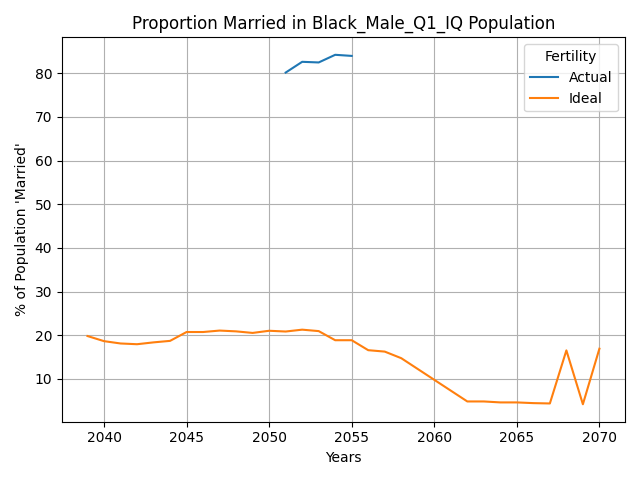 Proportion Married in Black_Male_Q1_IQ Population
Fertility
Actual
Ideal
% of Population 'Married'
80
70
60
50
40
30
20
10
2040 2045 2050 2055 2060 2065 2070
Years